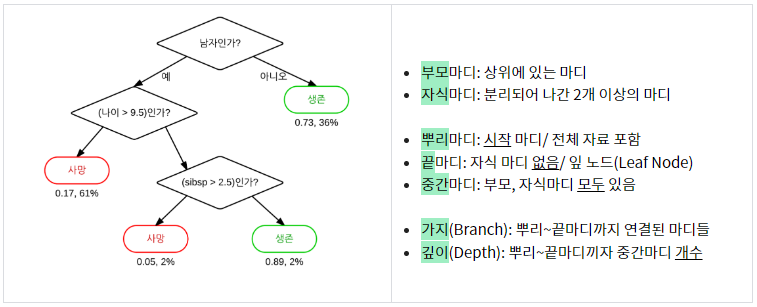 남자인가?
예
아니오
(나이 > 9.5)인가?
생존
0.73, 36%
사망
0.17, 61%
(sibsp > 2.5)인가?
사망
0.05, 2%
생존
0.89, 2%
• 부모마디: 상위에 있는 마디
• 자식마디: 분리되어 나간 2개 이상의 마디
• 뿌리마디: 시작 마디/ 전체 자료 포함
• 끝마디: 자식 마디 없음/ 잎 노드(Leaf Node)
• 중간마디: 부모, 자식마디 모두 있음
• 가지(Branch): 뿌리~끝마디까지 연결된 마디들
• 깊이(Depth): 뿌리~끝마디끼자 중간마디 개수